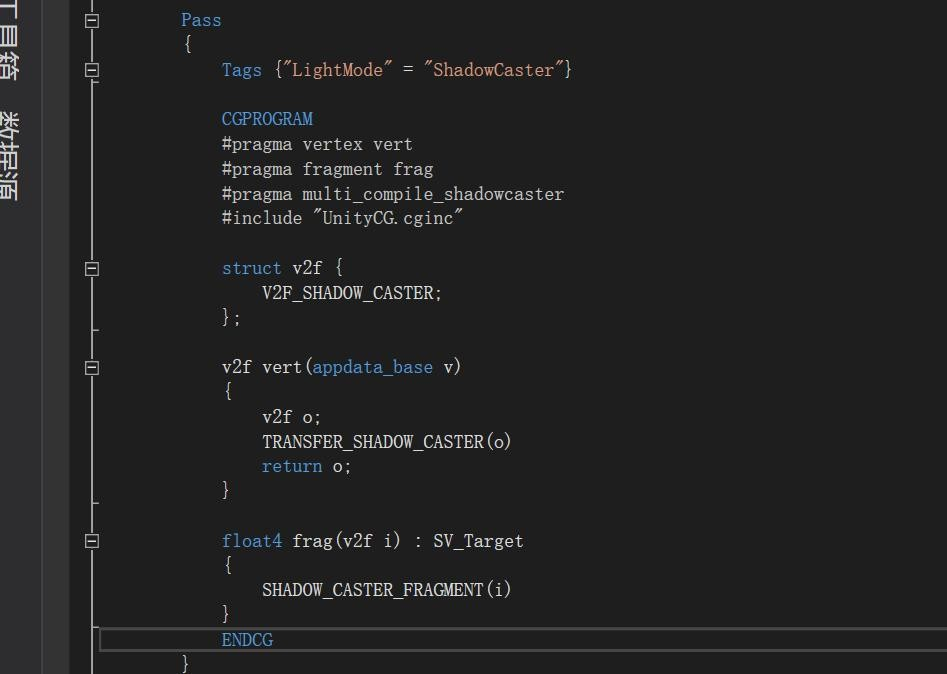 工具箱
数据源
Pass
{
Tags {"LightMode" = "ShadowCaster"}
CGPROGRAM
#pragma vertex vert
#pragma fragment frag
#pragma multi_compile_shadowcaster
#include "UnityCG.cginc"
struct v2f {
V2F_SHADOW_CASTER;
};
v2f vert(appdata_base v)
{
v2f o;
TRANSFER_SHADOW_CASTER(o)
return o;
}
float4 frag(v2f i) : SV_Target
{
SHADOW_CASTER_FRAGMENT(i)
}
ENDCG
}